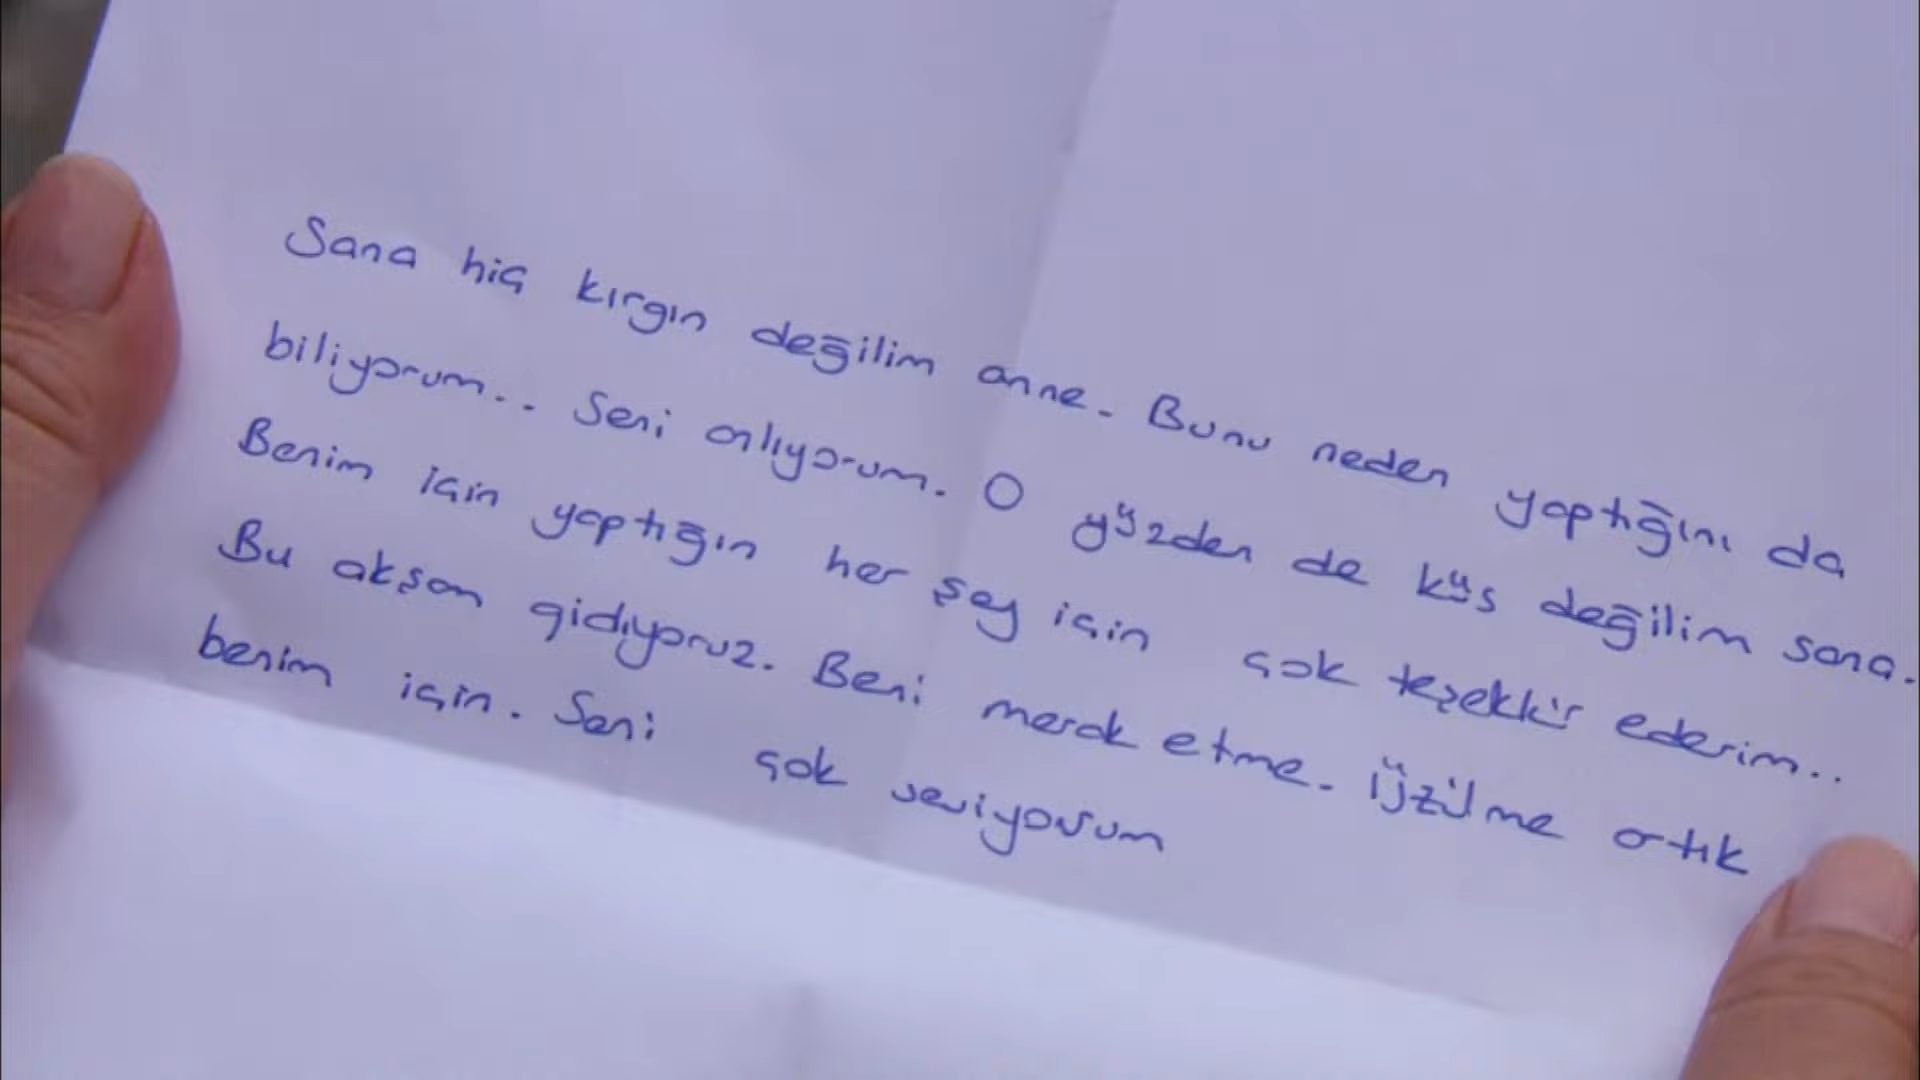 Sana hiç kırgın değilim anne. Bunu neden yaptığını da
biliyorum.. Seni anlıyorum. O yüzden de küs değilim sana.
Benim için yaptığın her şey için çok teşekkür ederim..
Bu akşam gidiyoruz. Beni merak etme. Üzülme artık
benim için. Seni çok seviyorum